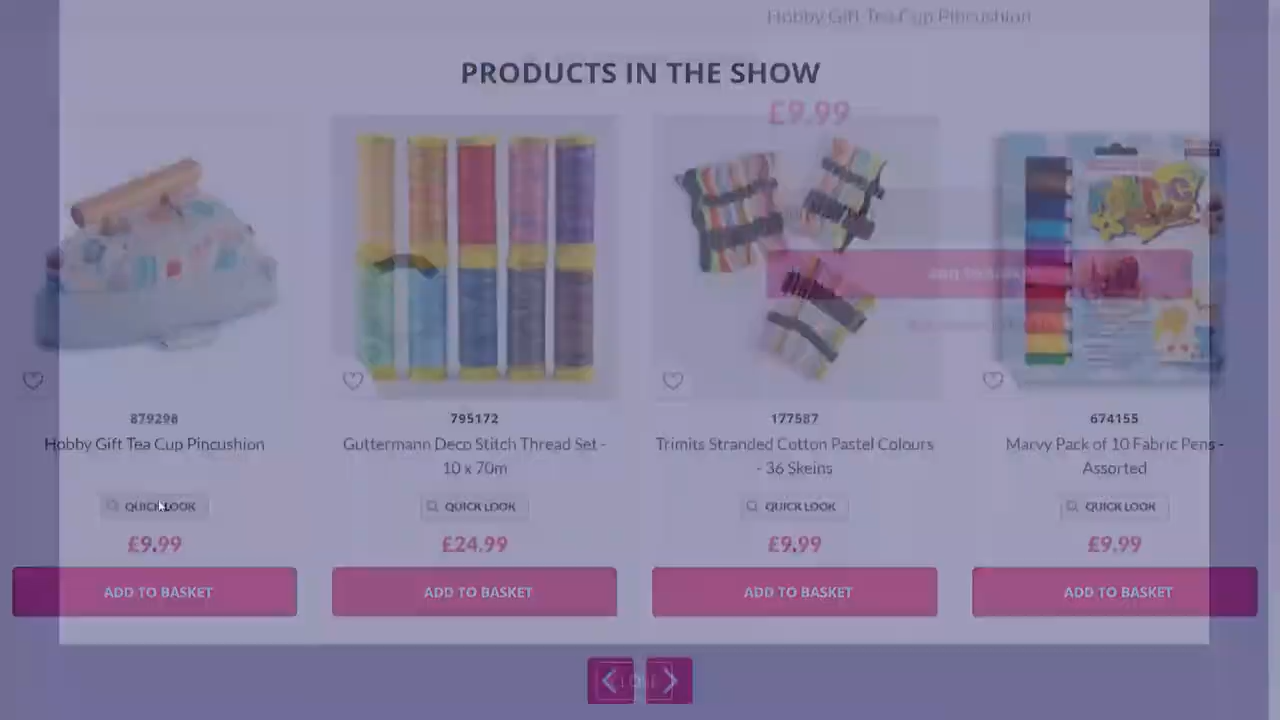 Hobby Gift Tea Cup Pincushion
PRODUCTS IN THE SHOW
£9.99
ADD TO BASKET
879298
Hobby Gift Tea Cup Pincushion
QUICK LOOK
£9.99
ADD TO BASKET
795172
Guttermann Deco Stitch Thread Set -
10 x 70m
QUICK LOOK
£24.99
ADD TO BASKET
177587
Trimits Stranded Cotton Pastel Colours
- 36 Skeins
QUICK LOOK
£9.99
ADD TO BASKET
674155
Marvy Pack of 10 Fabric Pens -
Assorted
QUICK LOOK
£9.99
ADD TO BASKET